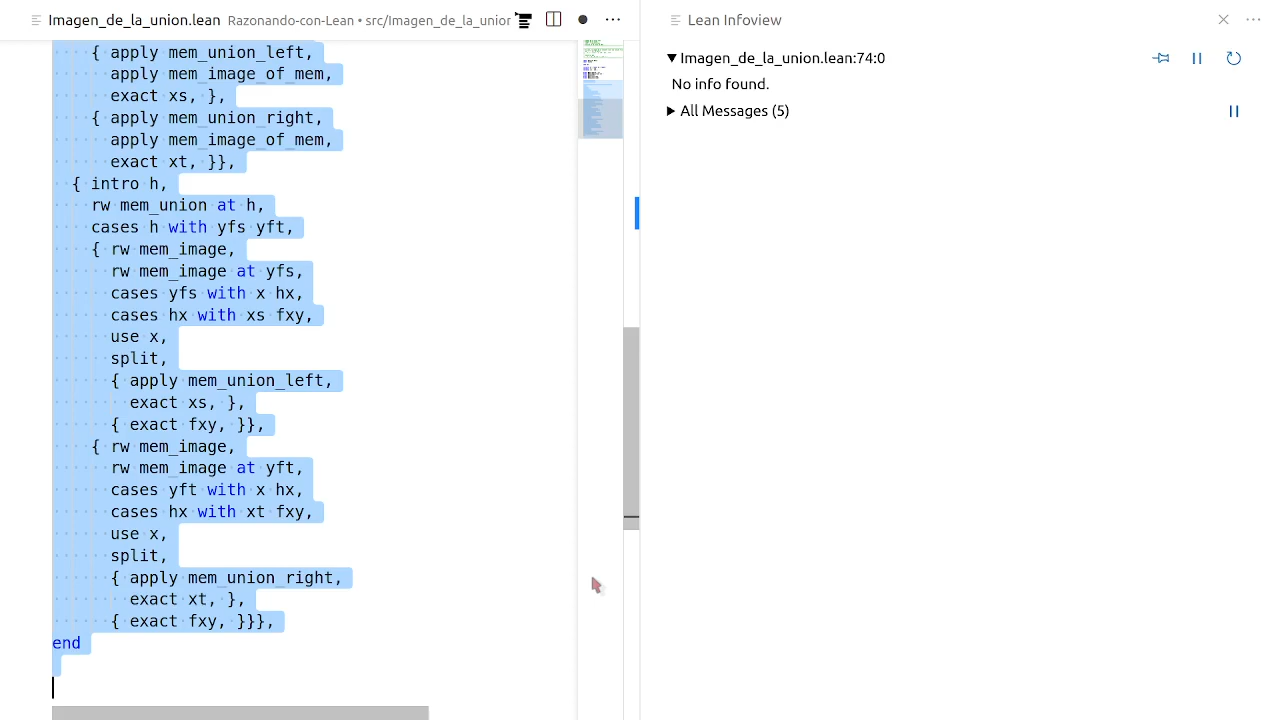 Imagen_de_la_union.lean Razonando-con-Lean • src/Imagen_de_la_unior
Lean Infoview
{ apply mem_union_left,
apply mem_image_of_mem,
exact xs, },
{ apply mem_union_right,
apply mem_image_of_mem,
exact xt, }},
{ intro h,
rw mem_union at h,
cases h with yfs yft,
{ rw mem_image,
rw mem_image at yfs,
cases yfs with x hx,
cases hx with xs fxy,
use x,
split,
{ apply mem_union_left,
exact xs, },
{ exact fxy, }},
{ rw mem_image,
rw mem_image at yft,
cases yft with x hx,
cases hx with xt fxy,
use x,
split,
{ apply mem_union_right,
exact xt, },
{ exact fxy, }}},
end
▼Imagen_de_la_union.lean:74:0
No info found.
▶ All Messages (5)